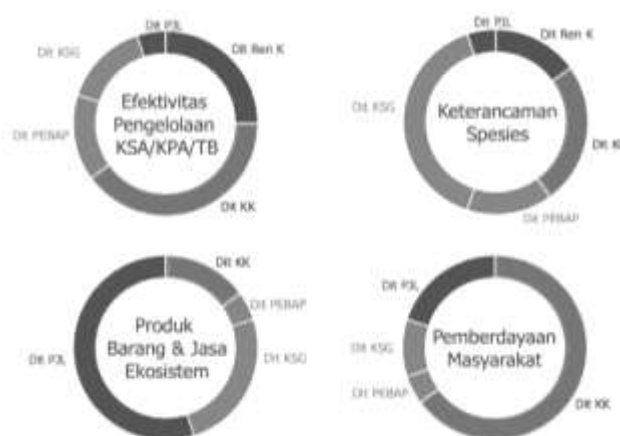 Dit PJL
Dit Ren K
Dit KSG
Efektivitas
Pengelolaan
KSA/KPA/TB
Dit PEBAP
Dit KK
Dit PJL
Dit Ren K
Dit KSG
Keterancaman
Spesies
Dit KK
Dit PEBAP
Dit KK
Dit PEBAP
Produk
Barang & Jasa
Ekosistem
Dit PJL
Dit KSG
Dit PJL
Dit KSG
Pemberdayaan
Masyarakat
Dit PEBAP
Dit KK